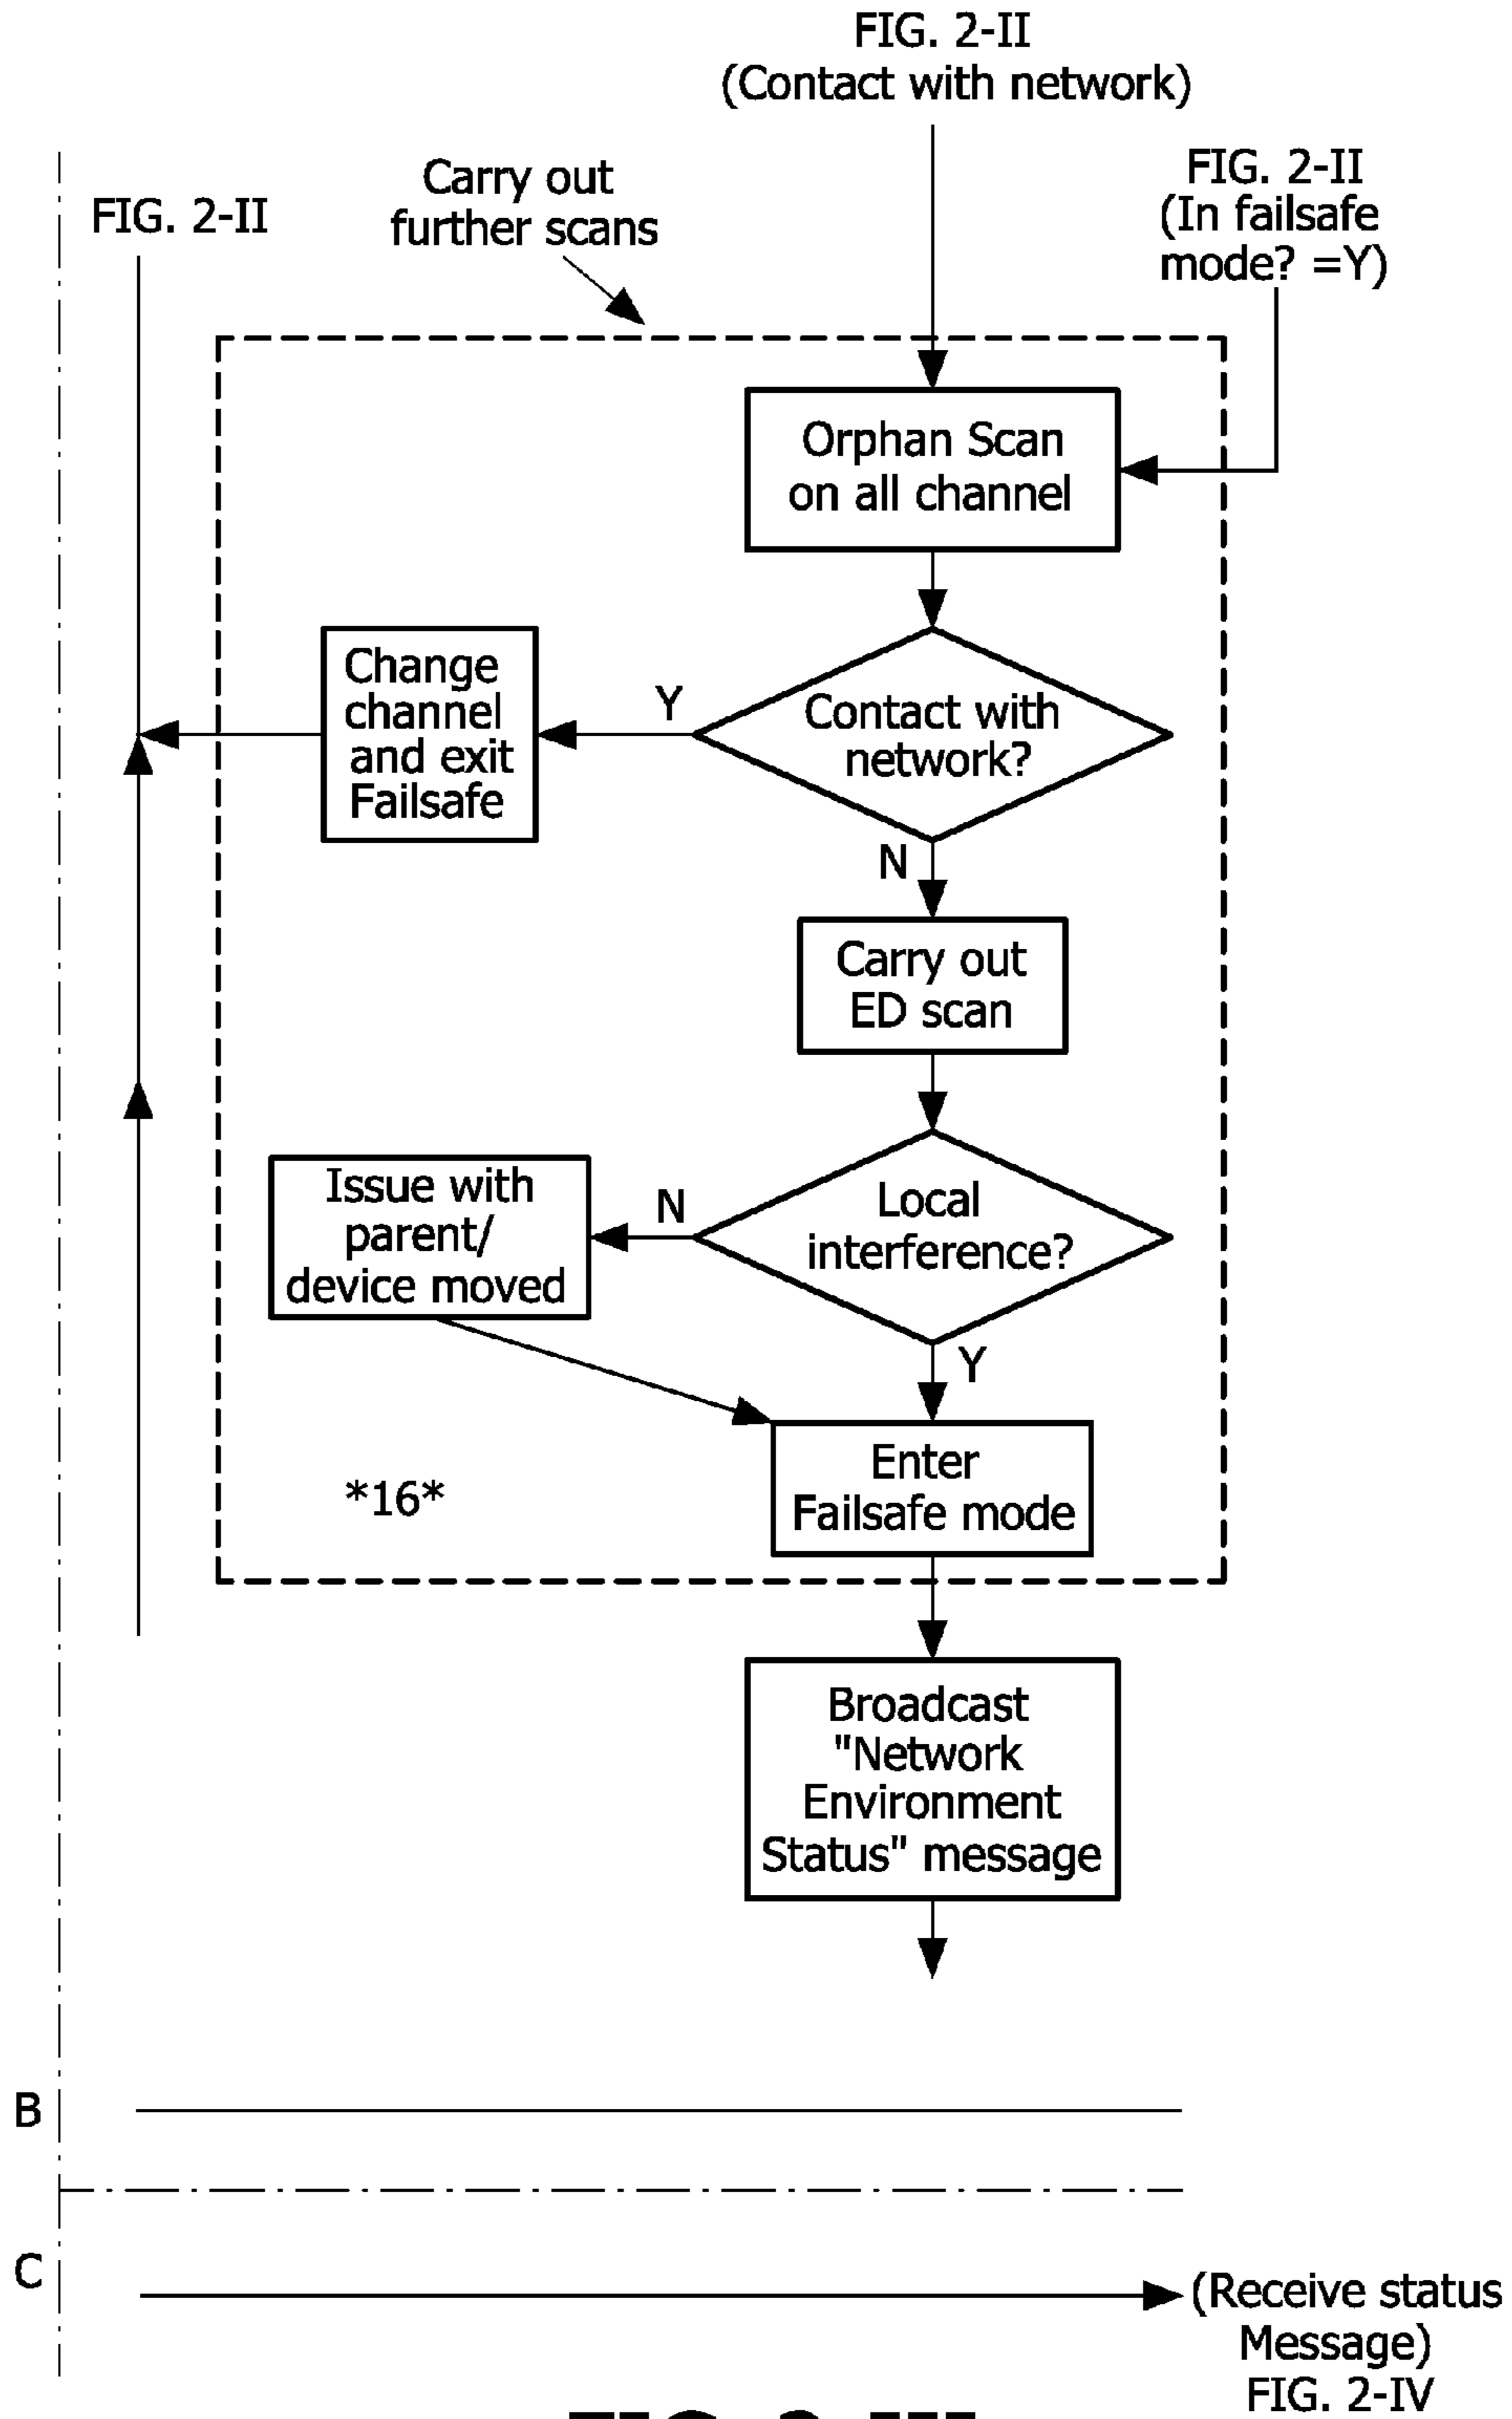 FIG. 2-II
(Contact with network)
FIG. 2-II
(In failsafe
mode? =Y)
Carry out
further scans
FIG. 2-II
Orphan Scan
on all channel
Contact with
network?
Y
Change
channel
and exit
Failsafe
N
Carry out
ED scan
Local
interference?
N
Issue with
parent/
device moved
Y
Enter
Failsafe mode
*16*
Broadcast
"Network
Environment
Status" message
B
C
(Receive status
Message)
FIG. 2-IV